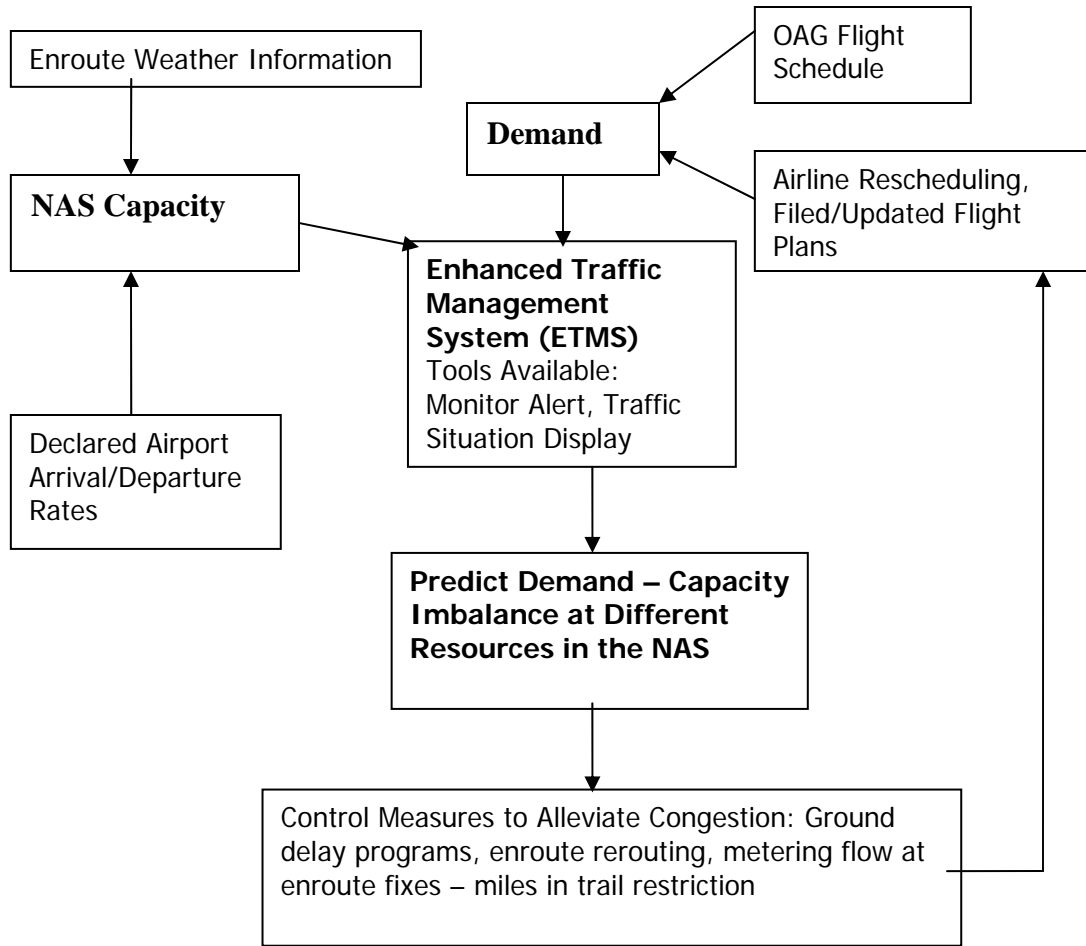 Enroute Weather Information
OAG Flight
Schedule
Demand
Airline Rescheduling,
Filed/Updated Flight
Plans
NAS Capacity
Enhanced Traffic
Management
System (ETMS)
Tools Available:
Monitor Alert, Traffic
Situation Display
Declared Airport
Arrival/Departure
Rates
Predict Demand – Capacity
Imbalance at Different
Resources in the NAS
Control Measures to Alleviate Congestion: Ground
delay programs, enroute rerouting, metering flow at
enroute fixes – miles in trail restriction